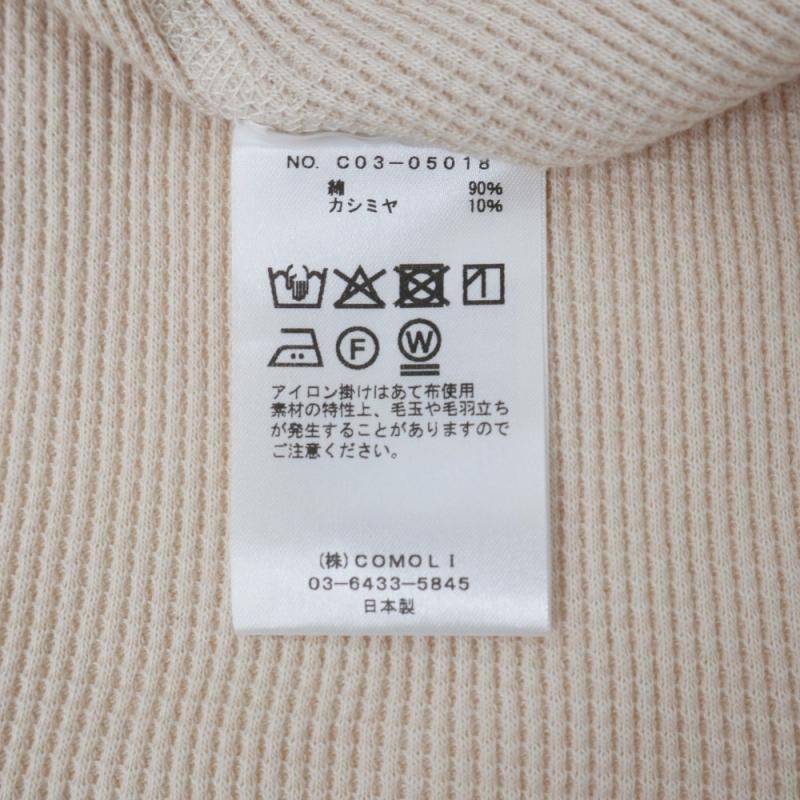 NO. C03-05018
綿 90%
カシミヤ 10%
F W
アイロン掛けはあて布使用
素材の特性上、毛玉や毛羽立ち
が発生することがありますので
ご注意ください。
(株)COMOLI
03-6433-5845
日本製